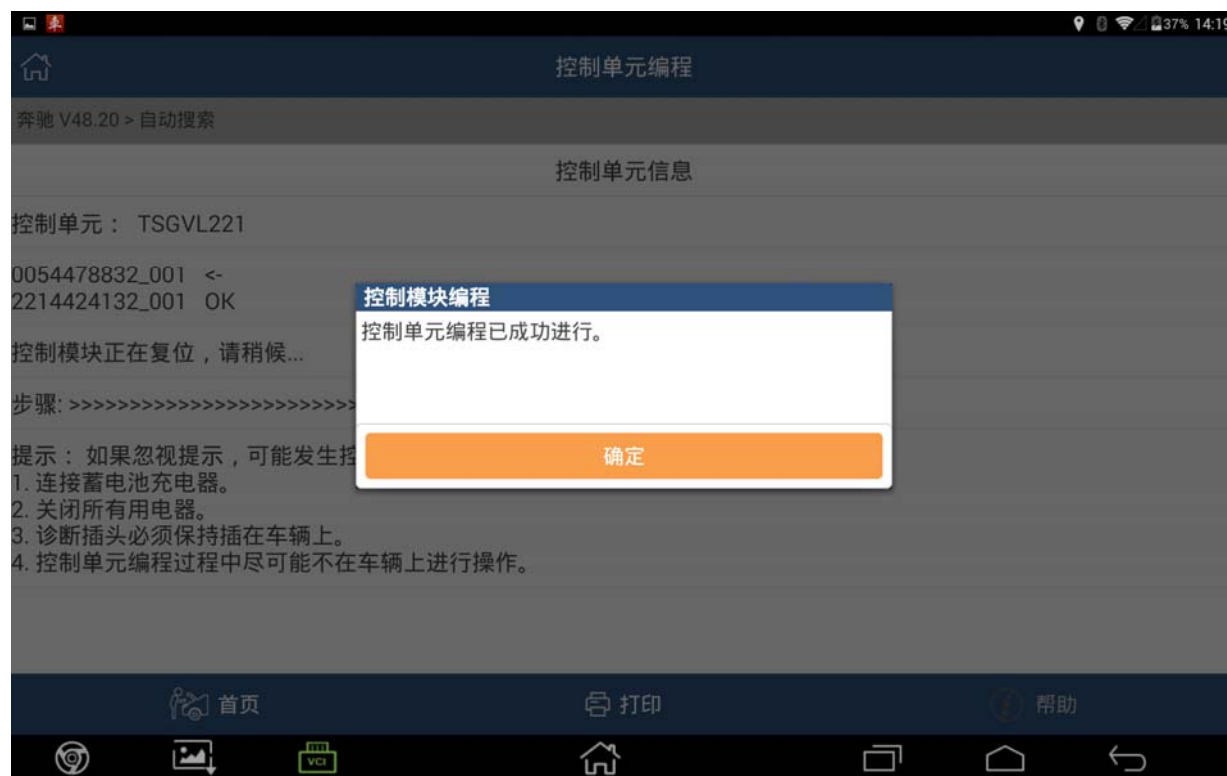 車
37% 14:19
控制单元编程
奔驰 V48.20 > 自动搜索
控制单元信息
控制单元： TSGVL221
0054478832_001 <-
2214424132_001 OK
控制模块编程
控制单元编程已成功进行。
控制模块正在复位，请稍候...
步骤: >>>>>>>>>>>>>>>>>>>>>>>
提示： 如果忽视提示，可能发生控
确定
1. 连接蓄电池充电器。
2. 关闭所有用电器。
3. 诊断插头必须保持插在车辆上。
4. 控制单元编程过程中尽可能不在车辆上进行操作。
首页
打印
帮助
VCI